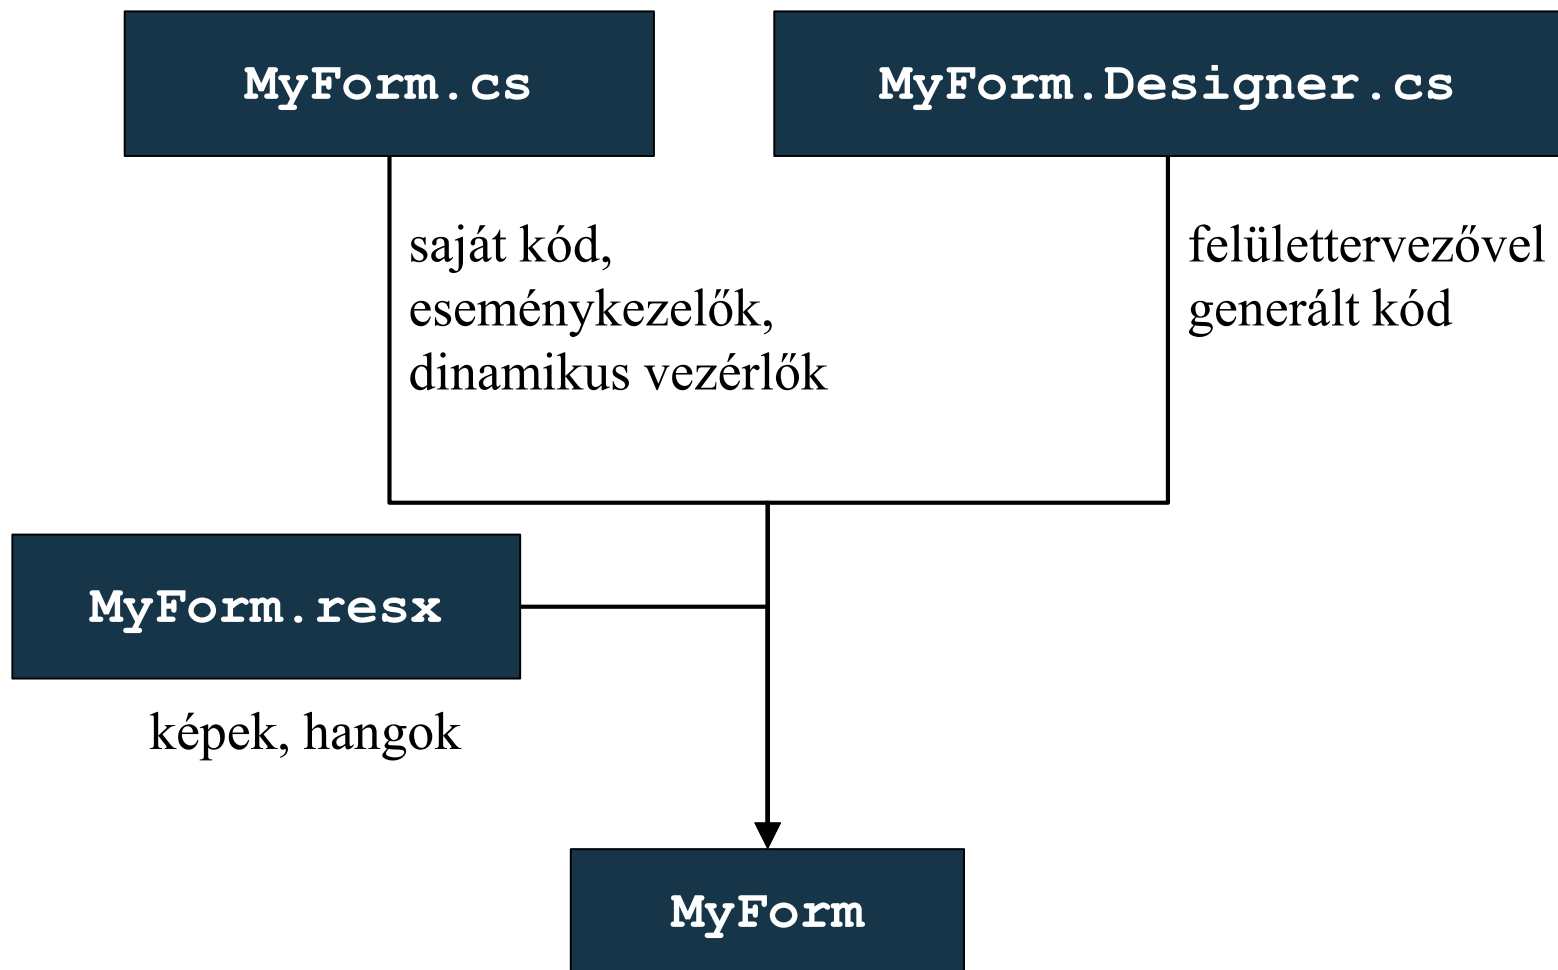 MyForm.cs
MyForm.Designer.cs
saját kód,
eseménykezelők,
dinamikus vezérlők
felülettervezővel
generált kód
MyForm.resx
képek, hangok
MyForm